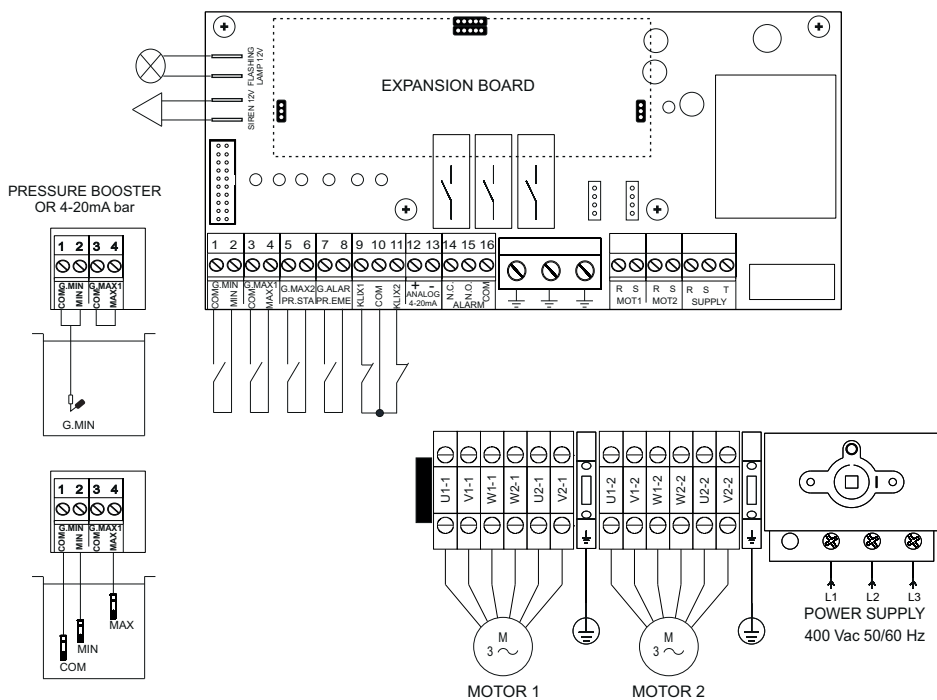 FLASHING
LAMP 12V
SIREN 12V
EXPANSION BOARD
PRESSURE BOOSTER
OR 4-20mA bar
1 2 3 4
G.MIN G.MAX1
COM MIN COM MAX1
G.MIN
1 2 3 4 5 6 7 8 9 10 11 12 13 14 15 16
G.MIN G.MAX1 G.MAX2 G.ALAR
COM MIN COM MAX1 PR.STA PR.EME KLIX1 COM KLIX2
+ -
ANALOG
4-20mA
N.C. N.O. COM
ALARM
R S R S R S T
MOT1 MOT2 SUPPLY
1 2 3 4
G.MIN G.MAX1
COM MIN COM MAX1
MAX
MIN
COM
U1-1 V1-1 W1-1 W2-1 U2-1 V2-1
U1-2 V1-2 W1-2 W2-2 U2-2 V2-2
I
L1 L2 L3
POWER SUPPLY
400 Vac 50/60 Hz
M
3
MOTOR 1
M
3
MOTOR 2